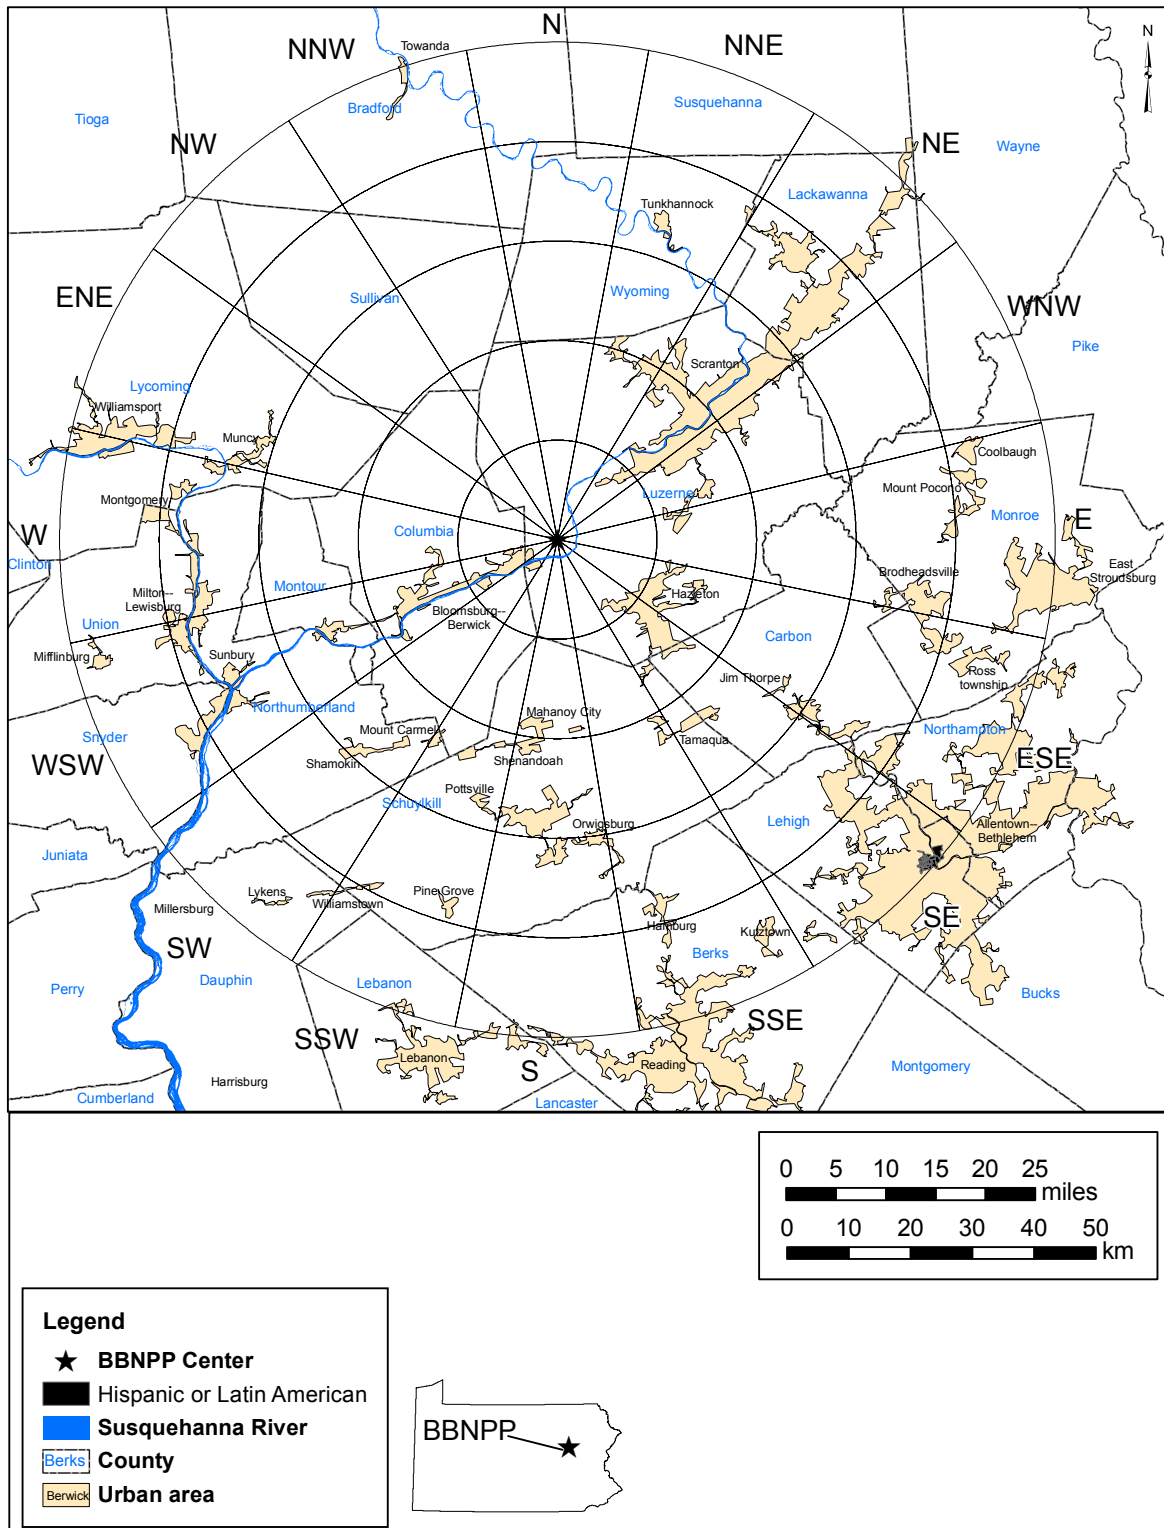 N
NNW
Towanda
NNE
N
Susquehanna
Bradford
Tioga
NW
NE
Wayne
Lackawanna
Tunkhannock
ENE
Sullivan
Wyoming
WNW
Pike
Scranton
Lycoming
Williamsport
Muncy
Coolbaugh
Montgomery
Mount Pocono
Luzerne
W
Columbia
Monroe
E
Clinton
Montour
Brodheadsville
East
Stroudsburg
Milton--
Lewisburg
Hazleton
Bloomsburg--
Berwick
Union
Carbon
Mifflinburg
Sunbury
Ross
township
Jim Thorpe
Northumberland
Mahanoy City
Snyder
Mount Carmel
Tamaqua
Northampton
WSW
Shamokin
Shenandoah
ESE
Pottsville
Schuylkill
Orwigsburg
Lehigh
Allentown--
Bethlehem
Juniata
Lykens
Williamstown
Pine Grove
Millersburg
Hamburg
Kutztown
SE
SW
Berks
Perry
Dauphin
Lebanon
Bucks
SSW
SSE
Lebanon
S
Reading
Montgomery
Harrisburg
Cumberland
Lancaster
0 5 10 15 20 25
miles
0 10 20 30 40 50
km
Legend
BBNPP Center
Hispanic or Latin American
Susquehanna River
Berks County
Berwick Urban area
BBNPP